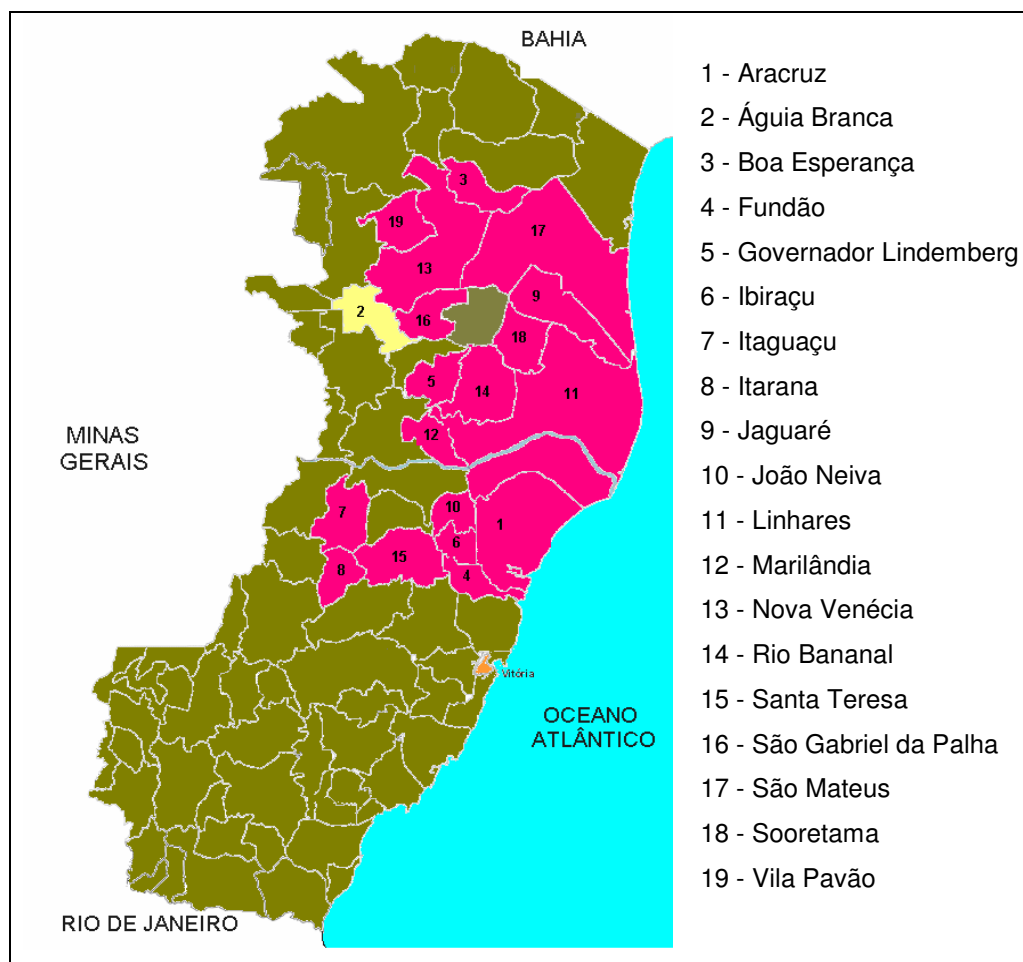 BAHIA
MINAS
GERAIS
OCEANO
ATLÂNTICO
RIO DE JANEIRO
Vitória
3
19
17
13
9
2
16
18
5
14
11
12
7
10
1
6
15
8
4
1 - Aracruz
2 - Águia Branca
3 - Boa Esperança
4 - Fundão
5 - Governador Lindemberg
6 - Ibiraçu
7 - Itaguaçu
8 - Itarana
9 - Jaguaré
10 - João Neiva
11 - Linhares
12 - Marilândia
13 - Nova Venécia
14 - Rio Bananal
15 - Santa Teresa
16 - São Gabriel da Palha
17 - São Mateus
18 - Sooretama
19 - Vila Pavão